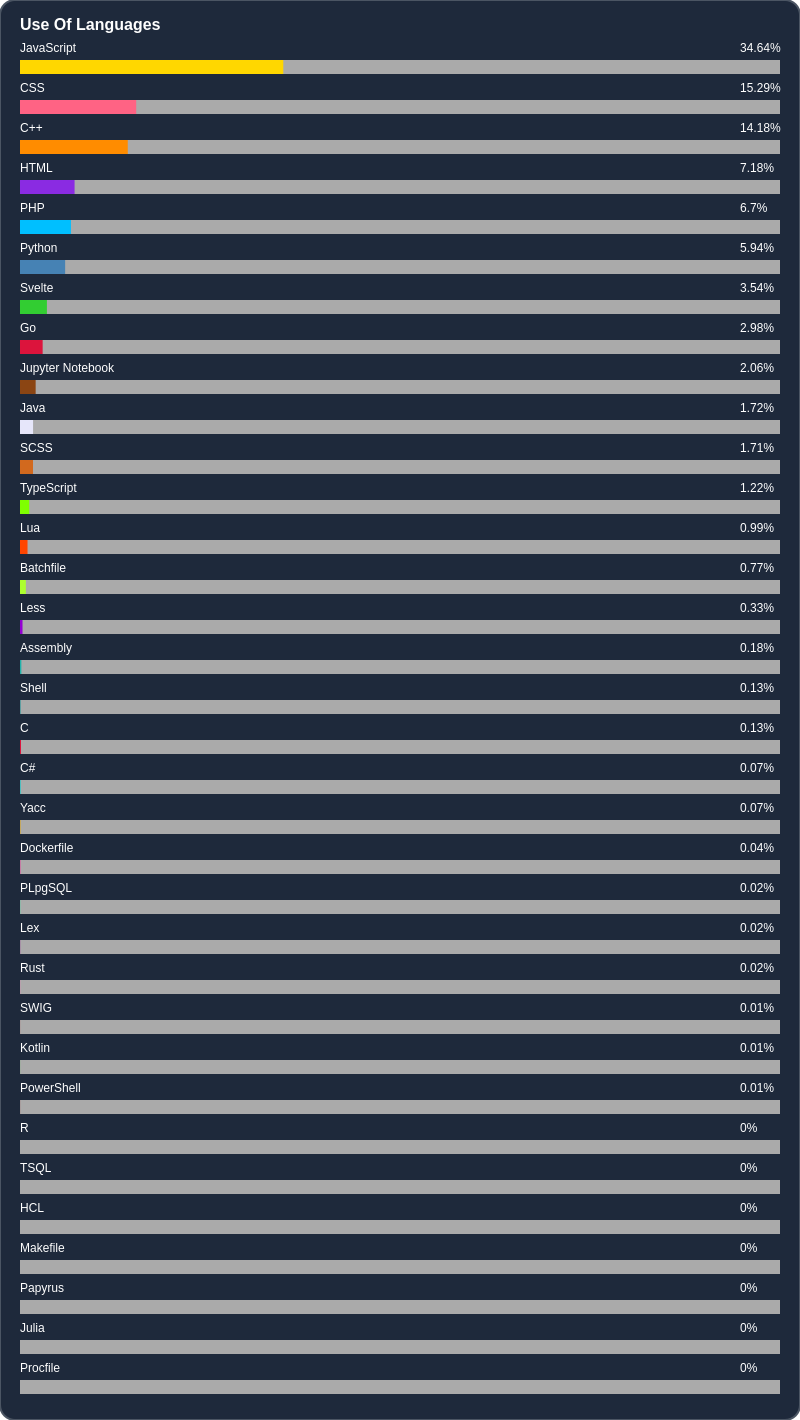 Use Of Languages
JavaScript 34.64%
CSS 15.29%
C++ 14.18%
HTML 7.18%
PHP 6.7%
Python 5.94%
Svelte 3.54%
Go 2.98%
Jupyter Notebook 2.06%
Java 1.72%
SCSS 1.71%
TypeScript 1.22%
Lua 0.99%
Batchfile 0.77%
Less 0.33%
Assembly 0.18%
Shell 0.13%
C 0.13%
C# 0.07%
Yacc 0.07%
Dockerfile 0.04%
PLpgSQL 0.02%
Lex 0.02%
Rust 0.02%
SWIG 0.01%
Kotlin 0.01%
PowerShell 0.01%
R 0%
TSQL 0%
HCL 0%
Makefile 0%
Papyrus 0%
Julia 0%
Procfile 0%